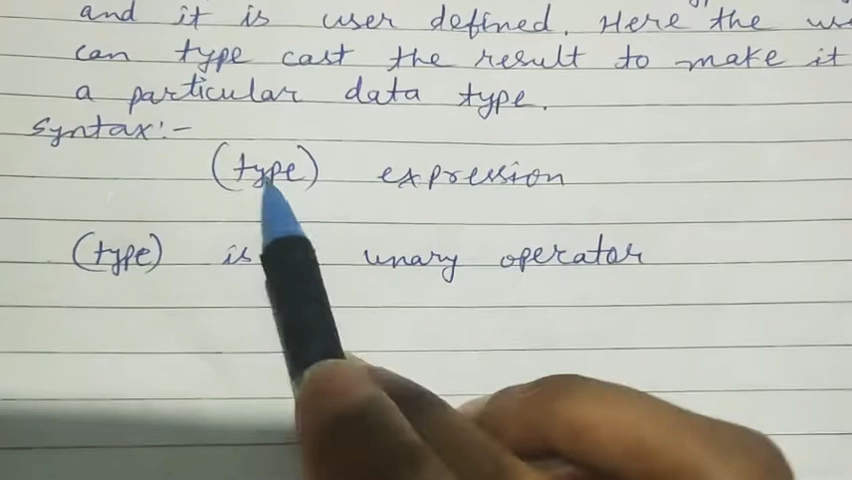 and it is user defined. Here the
can type cast the result to make it
a particular data type.
Syntax:-
(type) expression
(type) is unary operator